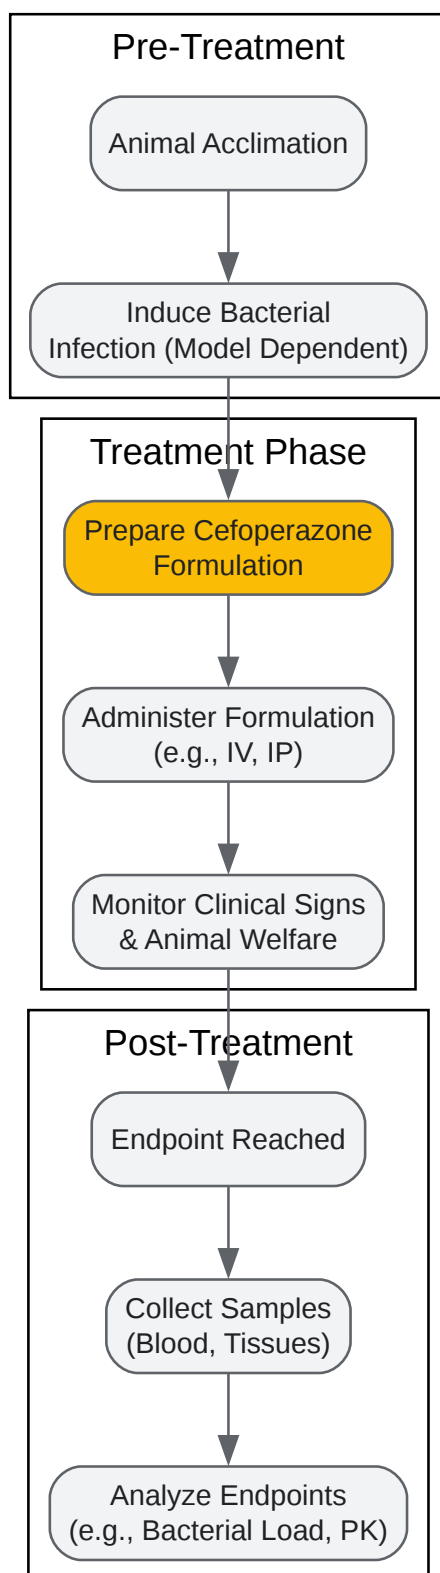 Pre-Treatment
Animal Acclimation
Induce Bacterial
Infection (Model Dependent)
Treatment Phase
Prepare Cefoperazone
Formulation
Administer Formulation
(e.g., IV, IP)
Monitor Clinical Signs
& Animal Welfare
Post-Treatment
Endpoint Reached
Collect Samples
(Blood, Tissues)
Analyze Endpoints
(e.g., Bacterial Load, PK)